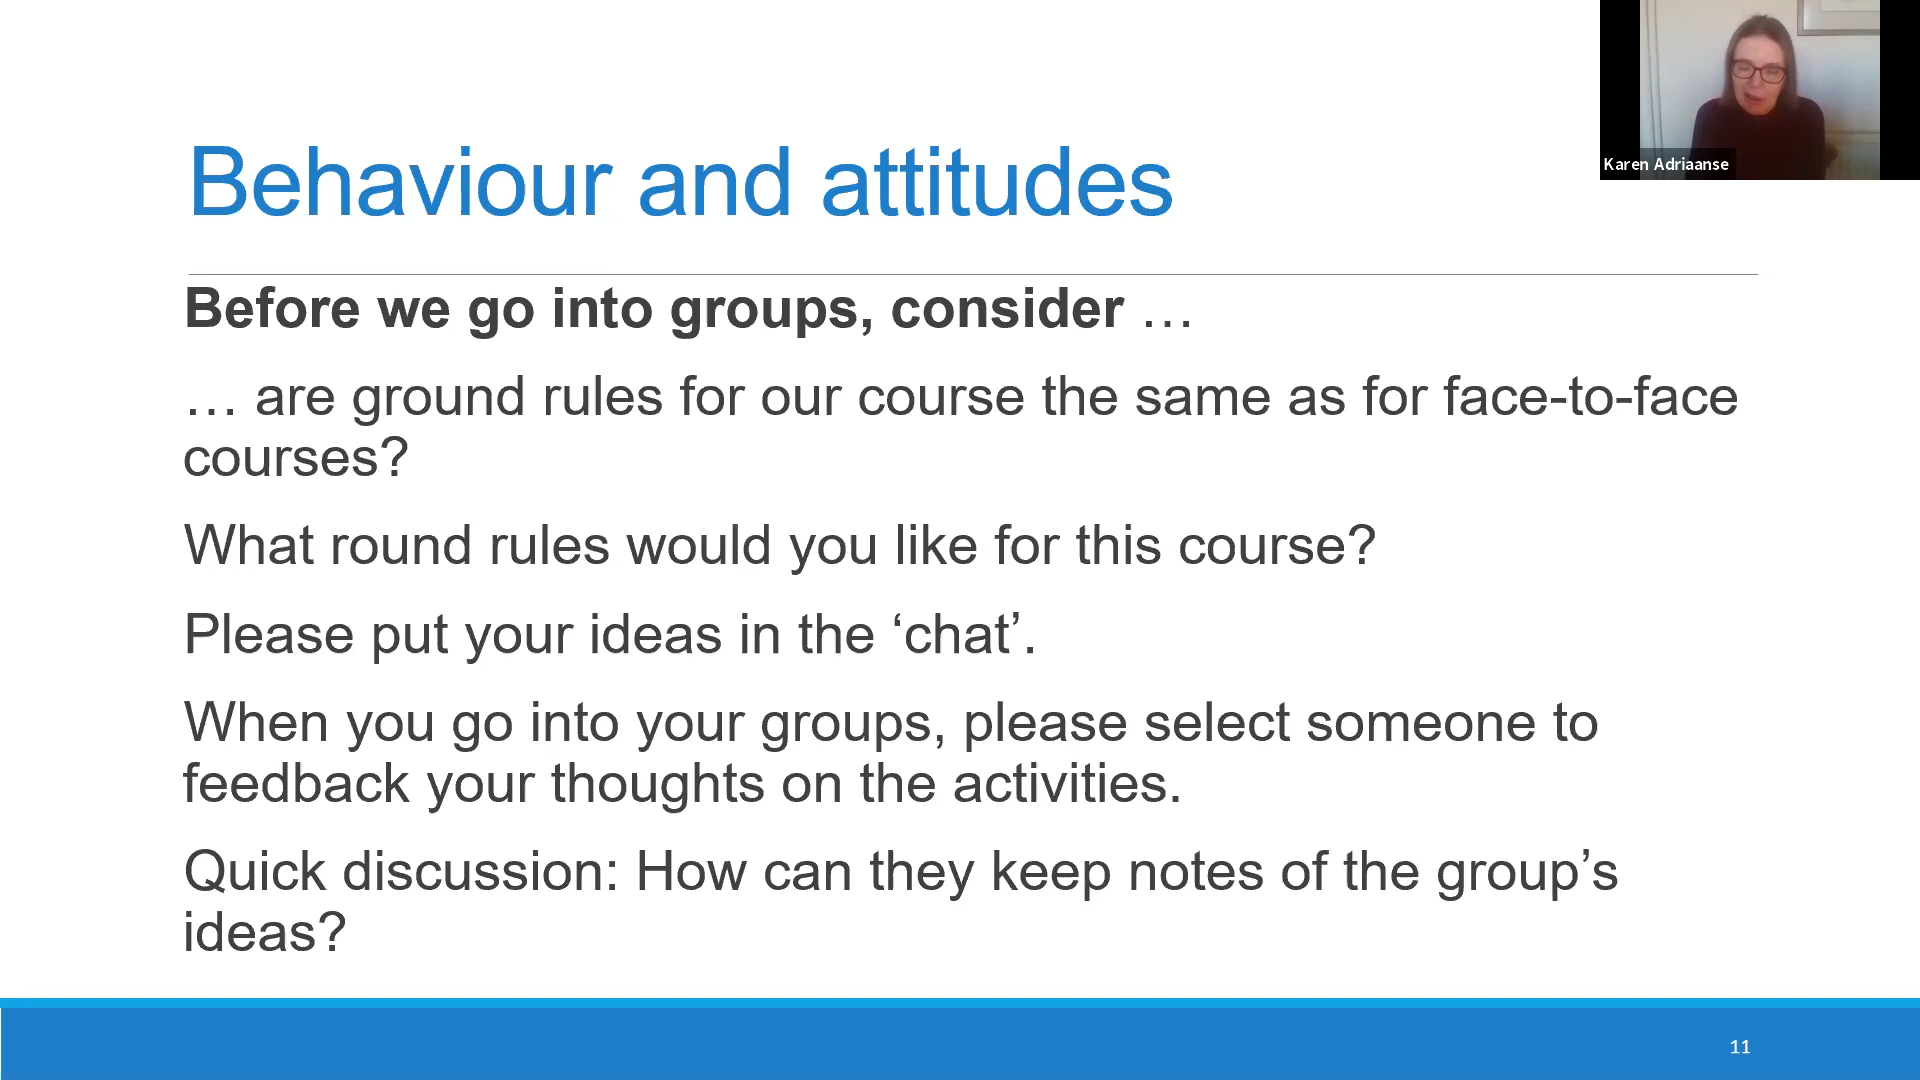 Karen Adriaanse
Behaviour and attitudes
Before we go into groups, consider …
… are ground rules for our course the same as for face-to-face
courses?
What round rules would you like for this course?
Please put your ideas in the ‘chat’.
When you go into your groups, please select someone to
feedback your thoughts on the activities.
Quick discussion: How can they keep notes of the group’s
ideas?
11